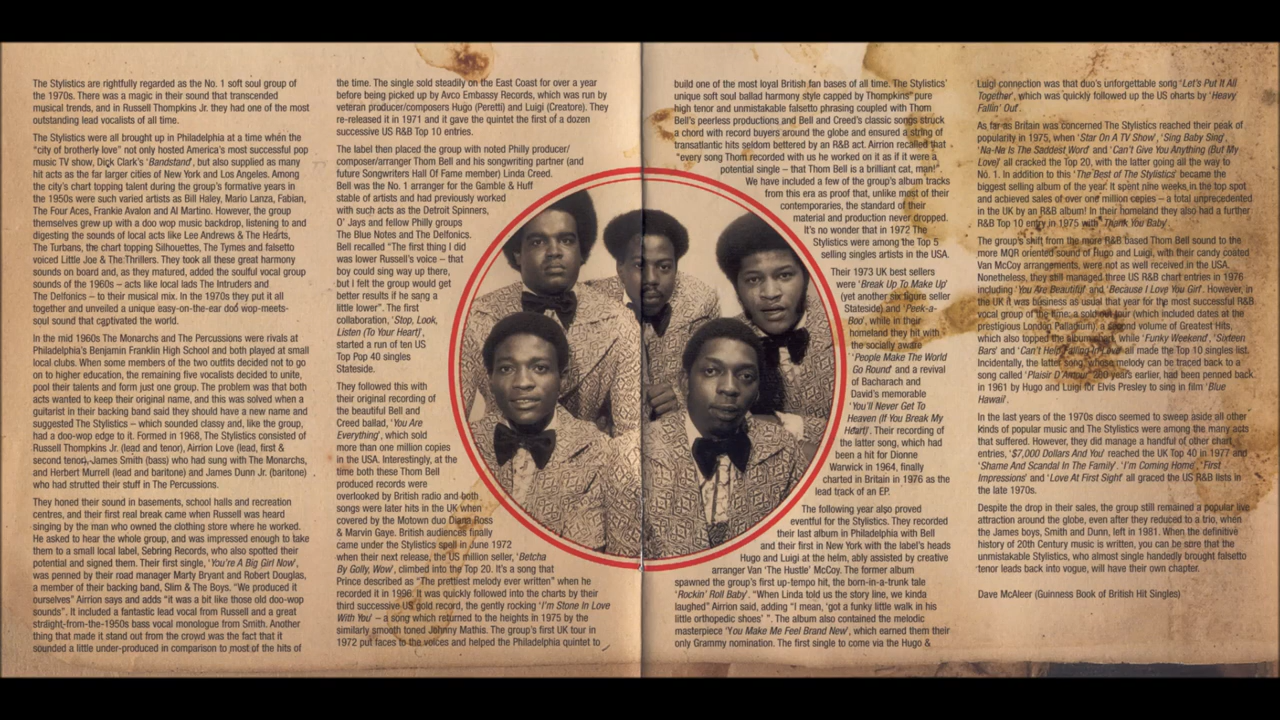 The Stylistics are rightfully regarded as the No. 1 soft soul group of
the 1970s. There was a magic in their sound that transcended
musical trends, and in Russell Thompkins Jr. they had one of the most
outstanding lead vocalists of all time.
The Stylistics were all brought up in Philadelphia at a time when the
"city of brotherly love" not only hosted America's most successful pop
music TV show, Dick Clark's 'Bandstand', but also supplied as many
hit acts as the far larger cities of New York and Los Angeles. Among
the city's chart topping talent during the group's formative years in
the 1950s were such varied artists as Bill Haley, Mario Lanza, Fabian,
The Four Aces, Frankie Avalon and Al Martino. However, the group
themselves grew up with a doo wop music backdrop, listening to and
digesting the sounds of local acts like Lee Andrews & The Hearts,
The Turbans, the chart topping Silhouettes, The Tymes and falsetto
voiced Little Joe & The Thrillers. They took all these great harmony
sounds on board and, as they matured, added the soulful vocal group
sounds of the 1960s – acts like local lads The Intruders and
The Delfonics – to their musical mix. In the 1970s they put it all
together and unveiled a unique easy-on-the-ear doo wop-meets-
soul sound that captivated the world.
In the mid 1960s The Monarchs and The Percussions were rivals at
Philadelphia's Benjamin Franklin High School and both played at small
local clubs. When some members of the two outfits decided not to go
on to higher education, the remaining five vocalists decided to unite,
pool their talents and form just one group. The problem was that both
acts wanted to keep their original name, and this was solved when a
guitarist in their backing band said they should have a new name and
suggested The Stylistics – which sounded classy and, like the group,
had a doo-wop edge to it. Formed in 1968, The Stylistics consisted of
Russell Thompkins Jr. (lead and tenor), Airrion Love (lead, first &
second tenor), James Smith (bass) who had sung with The Monarchs,
and Herbert Murrell (lead and baritone) and James Dunn Jr. (baritone)
who had strutted their stuff in The Percussions.
They honed their sound in basements, school halls and recreation
centres, and their first real break came when Russell was heard
singing by the man who owned the clothing store where he worked.
He asked to hear the whole group, and was impressed enough to take
them to a small local label, Sebring Records, who also spotted their
potential and signed them. Their first single, 'You're A Big Girl Now',
was penned by their road manager Marty Bryant and Robert Douglas,
a member of their backing band, Slim & The Boys. "We produced it
ourselves" Airrion says and adds "it was a bit like those old doo-wop
sounds". It included a fantastic lead vocal from Russell and a great
straight-from-the-1950s bass vocal monologue from Smith. Another
thing that made it stand out from the crowd was the fact that it
sounded a little under-produced in comparison to most of the hits of
the time. The single sold steadily on the East Coast for over a year
before being picked up by Avco Embassy Records, which was run by
veteran producer/composers Hugo (Peretti) and Luigi (Creatore). They
re-released it in 1971 and it gave the quintet the first of a dozen
successive US R&B Top 10 entries.
The label then placed the group with noted Philly producer/
composer/arranger Thom Bell and his songwriting partner (and
future Songwriters Hall Of Fame member) Linda Creed.
Bell was the No. 1 arranger for the Gamble & Huff
stable of artists and had previously worked
with such acts as the Detroit Spinners,
O' Jays and fellow Philly groups
The Blue Notes and The Delfonics.
Bell recalled "The first thing I did
was lower Russell's voice – that
boy could sing way up there,
but I felt the group would get
better results if he sang a
little lower". The first
collaboration, 'Stop, Look,
Listen (To Your Heart)',
started a run of ten US
Top Pop 40 singles
Stateside.
They followed this with
their original recording of
the beautiful Bell and
Creed ballad, 'You Are
Everything', which sold
more than one million copies
in the USA. Interestingly, at the
time both these Thom Bell
produced records were
overlooked by British radio and both
songs were later hits in the UK when
covered by the Motown duo Diana Ross
& Marvin Gaye. British audiences finally
came under the Stylistics spell in June 1972
when their next release, the US million seller, 'Betcha
By Golly, Wow', climbed into the Top 20. It's a song that
Prince described as "The prettiest melody ever written" when he
recorded it in 1996. It was quickly followed into the charts by their
third successive US gold record, the gently rocking 'I'm Stone In Love
With You' – a song which returned to the heights in 1975 by the
similarly smooth toned Johnny Mathis. The group's first UK tour in
1972 put faces to the voices and helped the Philadelphia quintet to
build one of the most loyal British fan bases of all time. The Stylistics'
unique soft soul ballad harmony style capped by Thompkins' pure
high tenor and unmistakable falsetto phrasing coupled with Thom
Bell's peerless productions and Bell and Creed's classic songs struck
a chord with record buyers around the globe and ensured a string of
transatlantic hits seldom bettered by an R&B act. Airrion recalled that
"every song Thom recorded with us he worked on it as if it were a
potential single – that Thom Bell is a brilliant cat, man!".
We have included a few of the group's album tracks
from this era as proof that, unlike most of their
contemporaries, the standard of their
material and production never dropped.
It's no wonder that in 1972 The
Stylistics were among the Top 5
selling singles artists in the USA.
Their 1973 UK best sellers
were 'Break Up To Make Up'
(yet another six figure seller
Stateside) and 'Peek-a-
Boo', while in their
homeland they hit with
the socially aware
'People Make The World
Go Round' and a revival
of Bacharach and
David's memorable
'You'll Never Get To
Heaven (If You Break My
Heart)'. Their recording of
the latter song, which had
been a hit for Dionne
Warwick in 1964, finally
charted in Britain in 1976 as the
lead track of an EP.
The following year also proved
eventful for the Stylistics. They recorded
their last album in Philadelphia with Bell
and their first in New York with the label's heads
Hugo and Luigi at the helm, ably assisted by creative
arranger Van 'The Hustle' McCoy. The former album
spawned the group's first up-tempo hit, the born-in-a-trunk tale
'Rockin' Roll Baby'. "When Linda told us the story line, we kinda
laughed" Airrion said, adding "I mean, 'got a funky little walk in his
little orthopedic shoes' ". The album also contained the melodic
masterpiece 'You Make Me Feel Brand New', which earned them their
only Grammy nomination. The first single to come via the Hugo &
Luigi connection was that duo's unforgettable song 'Let's Put It All
Together', which was quickly followed up the US charts by 'Heavy
Fallin' Out'.
As far as Britain was concerned The Stylistics reached their peak of
popularity in 1975, when 'Star On A TV Show', 'Sing Baby Sing',
'Na-Na Is The Saddest Word' and 'Can't Give You Anything (But My
Love)' all cracked the Top 20, with the latter going all the way to
No. 1. In addition to this 'The Best of The Stylistics' became the
biggest selling album of the year. It spent nine weeks in the top spot
and achieved sales of over one million copies – a total unprecedented
in the UK by an R&B album! In their homeland they also had a further
R&B Top 10 entry in 1975 with 'Thank You Baby'.
The group's shift from the more R&B based Thom Bell sound to the
more MOR oriented sound of Hugo and Luigi, with their candy coated
Van McCoy arrangements, were not as well received in the USA.
Nonetheless, they still managed three US R&B chart entries in 1976
including 'You Are Beautiful' and 'Because I Love You Girl'. However, in
the UK it was business as usual that year for the most successful R&B
vocal group of the time: a sold out tour (which included dates at the
prestigious London Palladium), a second volume of Greatest Hits,
which also topped the album chart, while 'Funky Weekend', 'Sixteen
Bars' and 'Can't Help Falling In Love' all made the Top 10 singles list.
Incidentally, the latter song, whose melody can be traced back to a
song called 'Plaisir D'Amour' 200 years earlier, had been penned back
in 1961 by Hugo and Luigi for Elvis Presley to sing in film 'Blue
Hawaii'.
In the last years of the 1970s disco seemed to sweep aside all other
kinds of popular music and The Stylistics were among the many acts
that suffered. However, they did manage a handful of other chart
entries, '$7,000 Dollars And You' reached the UK Top 40 in 1977 and
'Shame And Scandal In The Family', 'I'm Coming Home', 'First
Impressions' and 'Love At First Sight' all graced the US R&B lists in
the late 1970s.
Despite the drop in their sales, the group still remained a popular live
attraction around the globe, even after they reduced to a trio, when
the James boys, Smith and Dunn, left in 1981. When the definitive
history of 20th Century music is written, you can be sure that the
unmistakable Stylistics, who almost single handedly brought falsetto
tenor leads back into vogue, will have their own chapter.
Dave McAleer (Guinness Book of British Hit Singles)